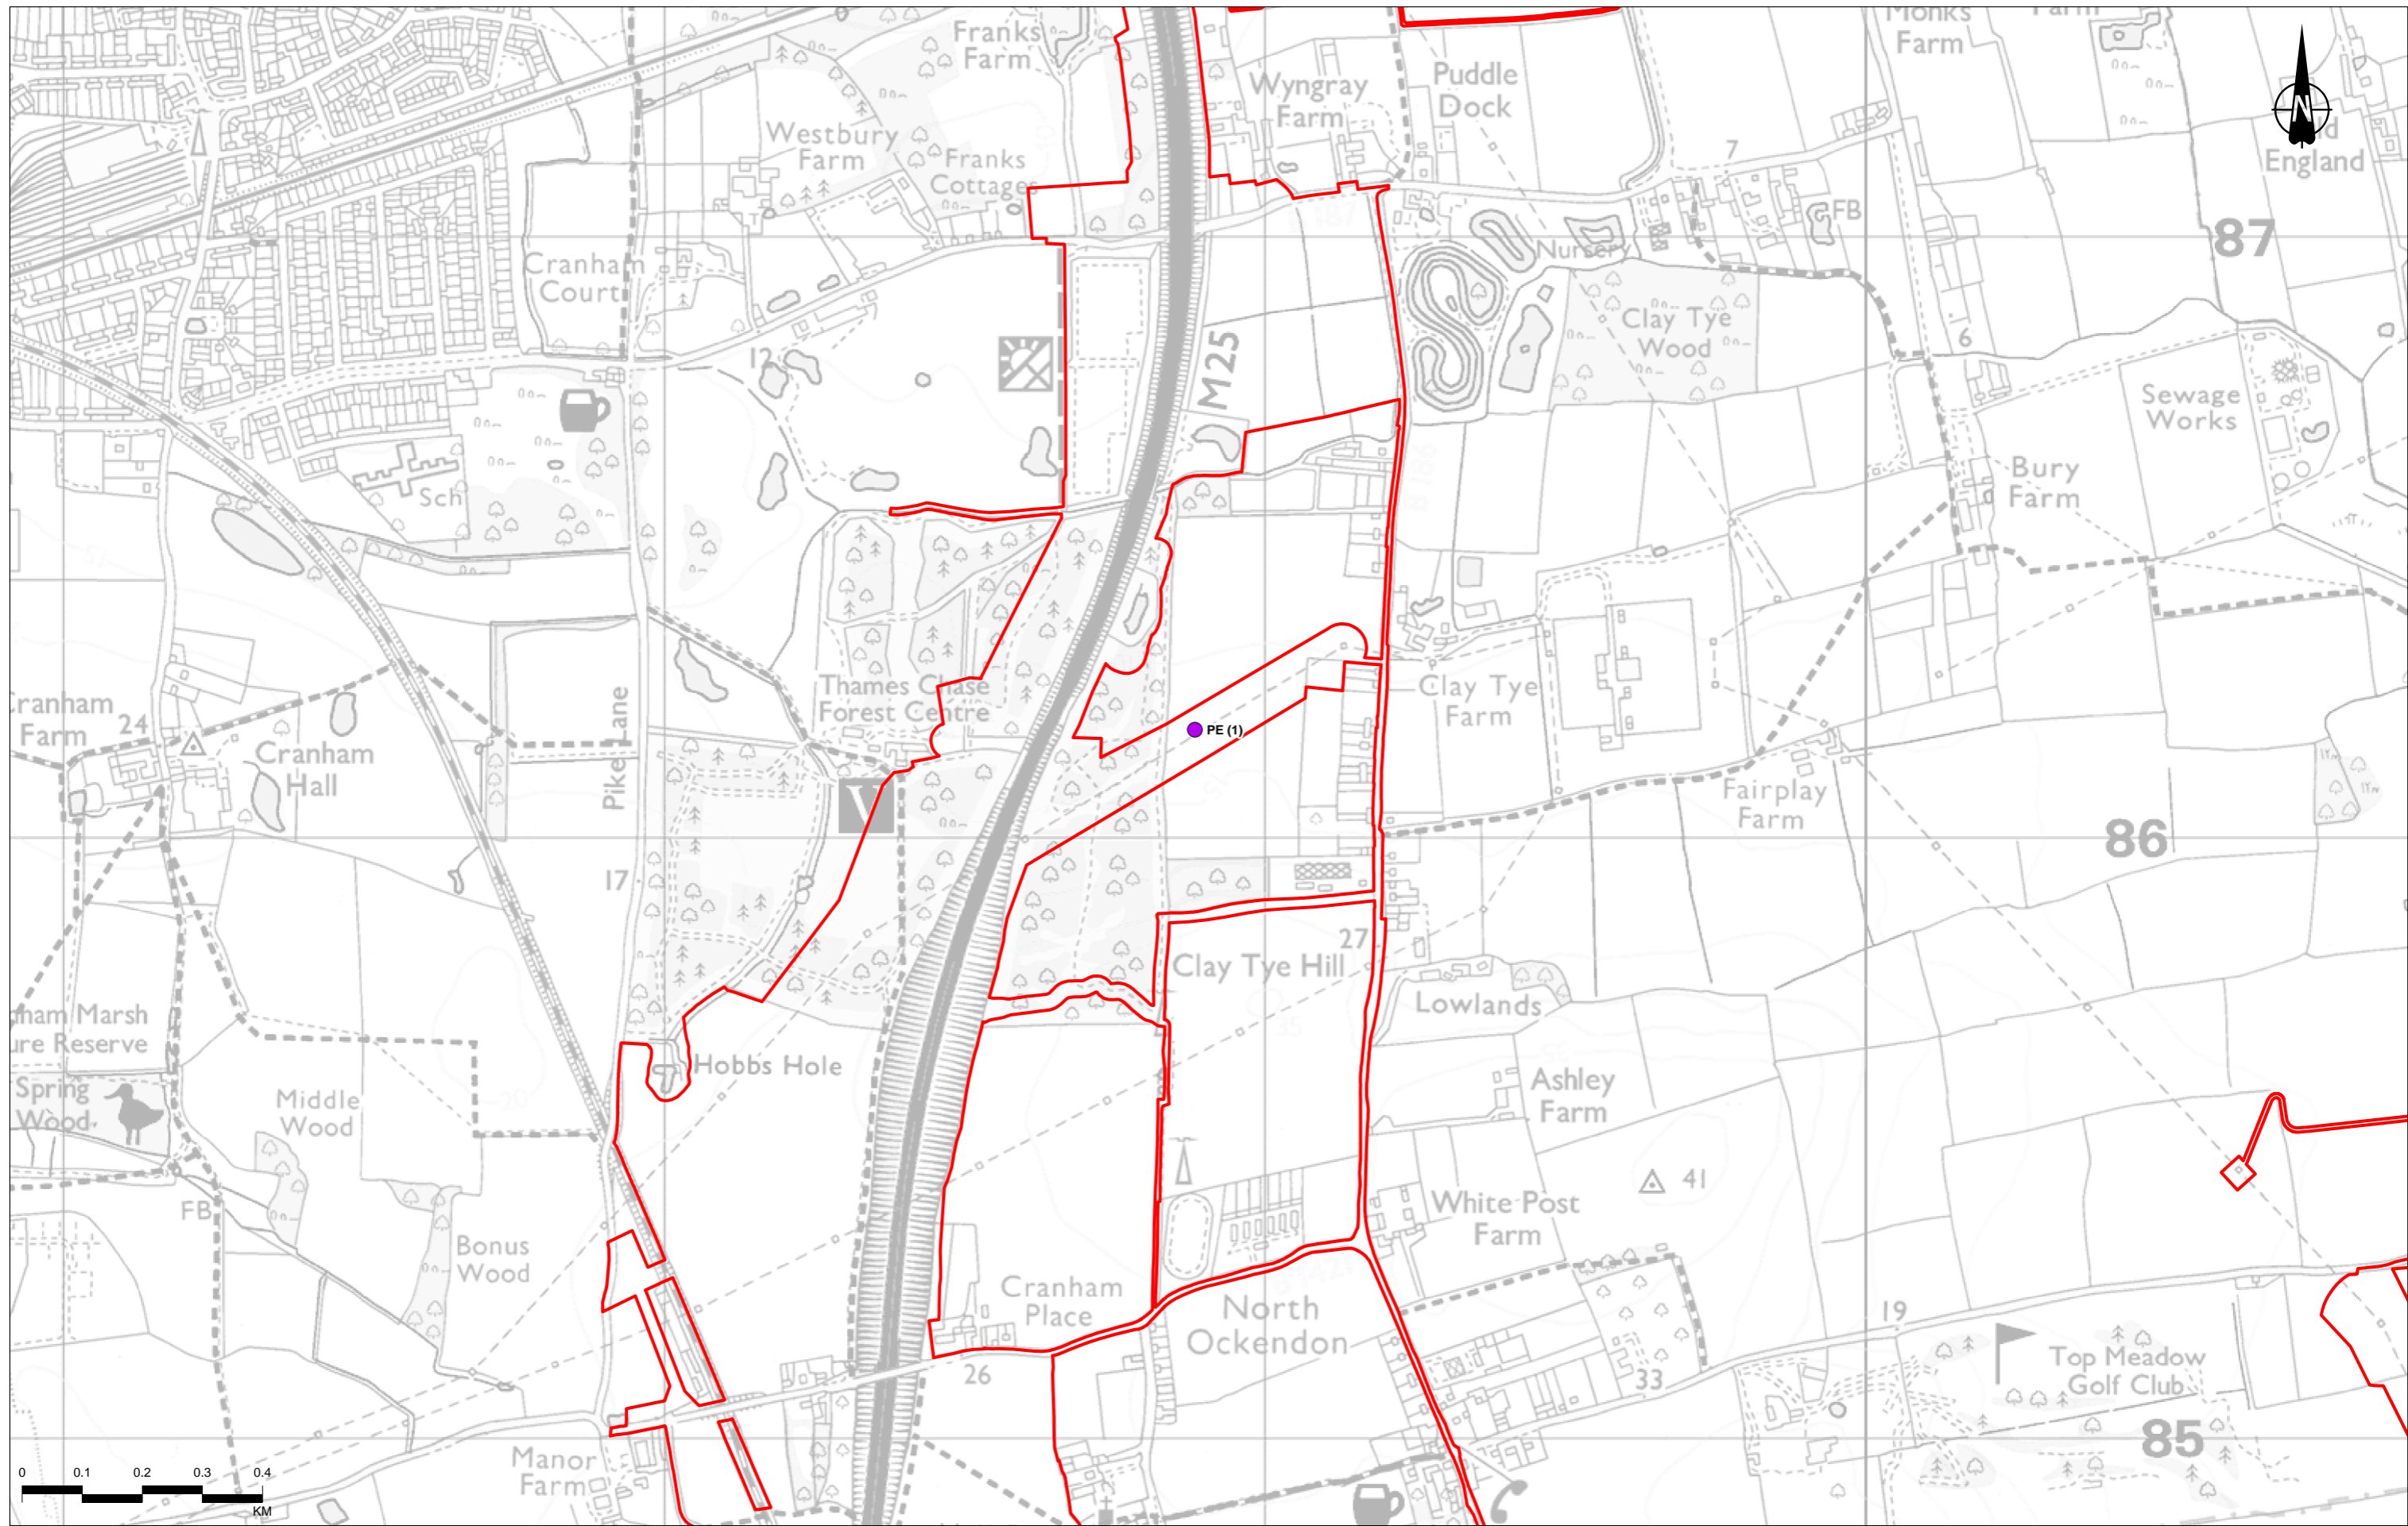 Franks
Farm
Monks
Farm
Farm
Wyngray
Farm
Puddle
Dock
Westbury
Farm
Franks
Cottages
7
England
FB
87
Nursery
Cranham
Court
12
M25
Clay Tye
Wood
6
Sewage
Works
Sch
Bury
Farm
Pike Lane
Thames Chase
Forest Centre
Clay Tye
Farm
PE (1)
24
Farm
Cranham
Hall
V
Fairplay
Farm
86
17
27
Clay Tye Hill
Lowlands
Hobbs Hole
Spring
Wood
Middle
Wood
20
35
Ashley
Farm
41
White Post
Farm
FB
Bonus
Wood
Cranham
Place
North
Ockendon
19
26
33
Top Meadow
Golf Club
85
Manor
Farm
0 0.1 0.2 0.3 0.4
KM
N